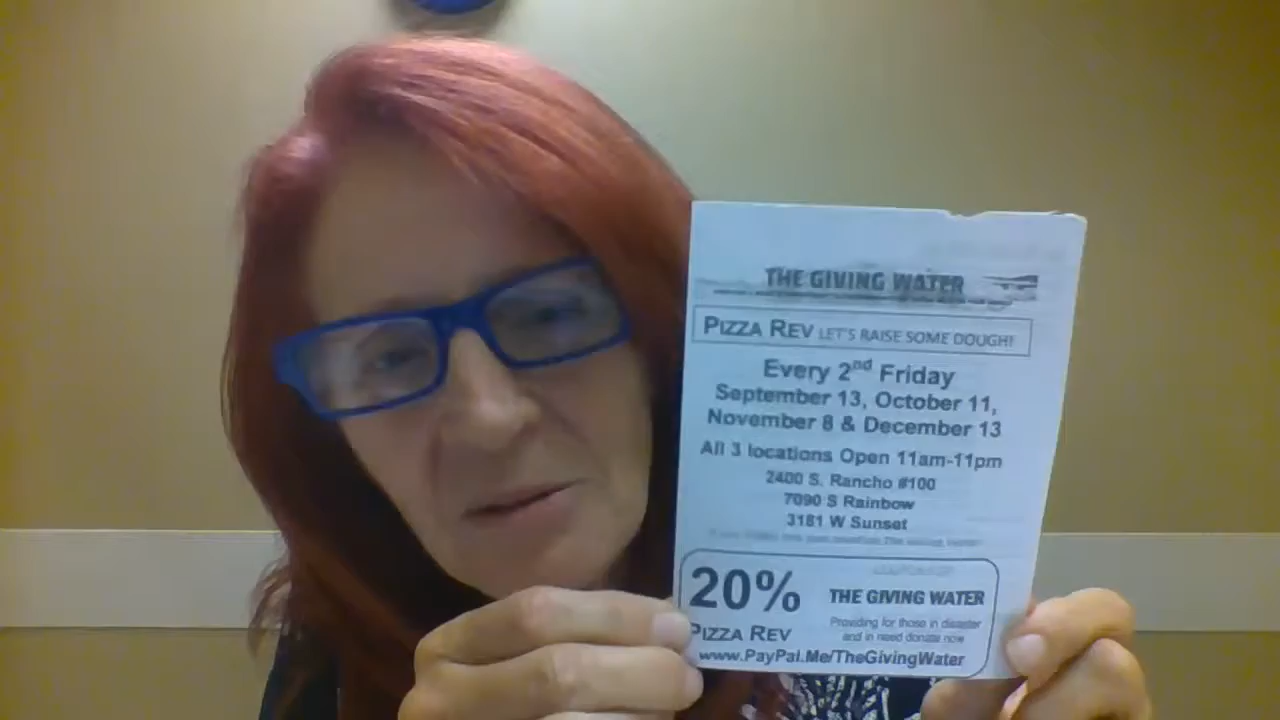 THE GIVING WATER
PIZZA REV LET'S RAISE SOME DOUGH!
Every 2nd Friday
September 13, October 11,
November 8 & December 13
All 3 locations Open 11am-11pm
2400 S. Rancho #100
7090 S Rainbow
3181 W Sunset
20%
PIZZA REV
THE GIVING WATER
Providing for those in disaster
and in need donate now
www.PayPal.Me/TheGivingWater